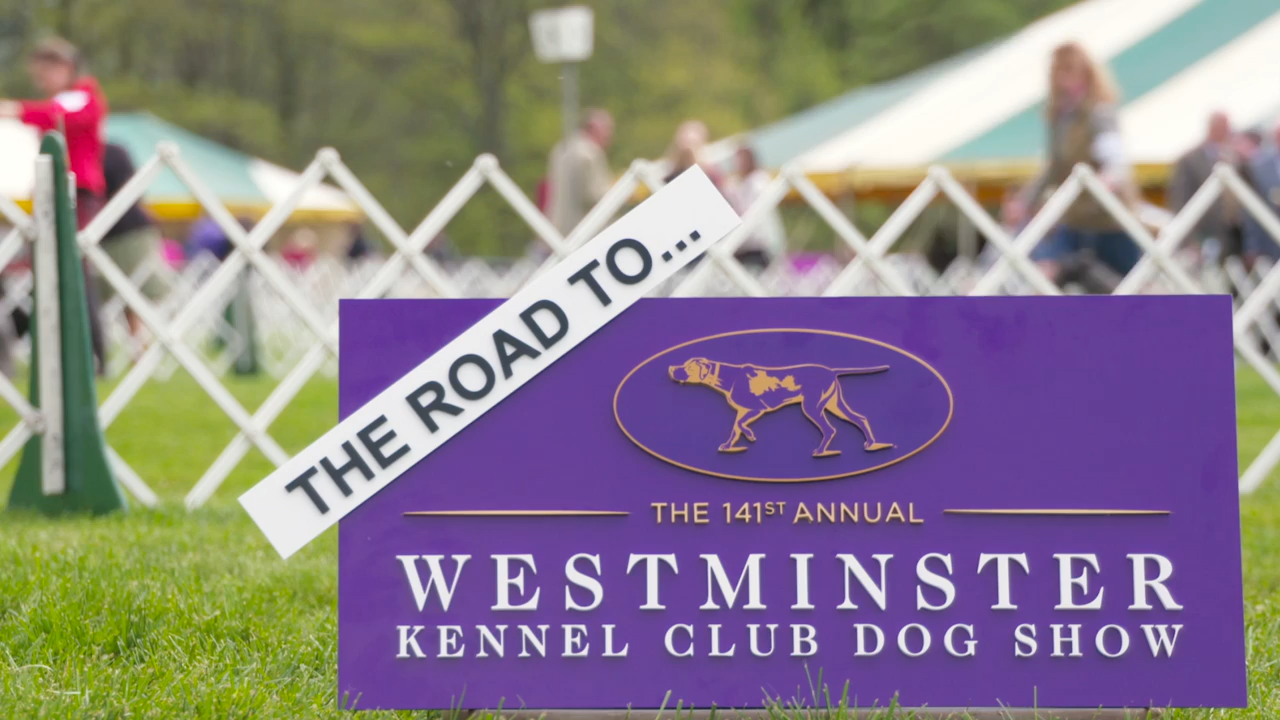 THE ROAD TO...
THE 141ST ANNUAL
WESTMINSTER
KENNEL CLUB DOG SHOW